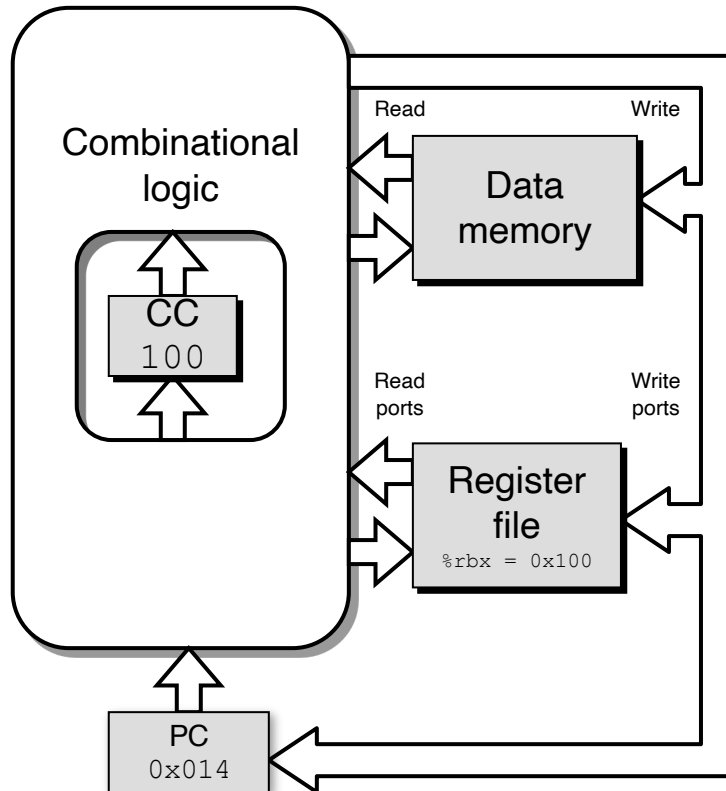 Read
Write
Combinational
logic
Data
memory
CC
100
Read
ports
Write
ports
Register
file
%rbx = 0x100
PC
0x014